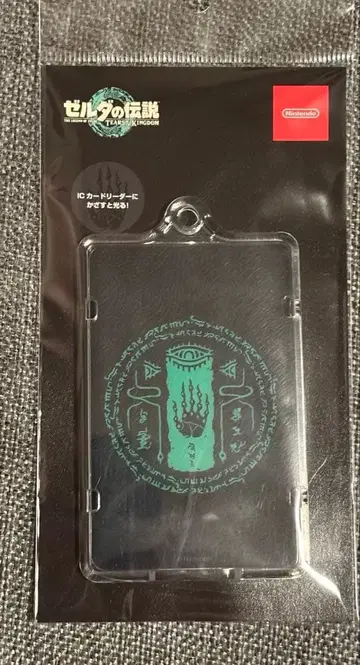 ゼルダの伝説
THE LEGEND OF ZELDA
TEARS OF THE KINGDOM
Nintendo
ICカードリーダーに
かざすと光る!